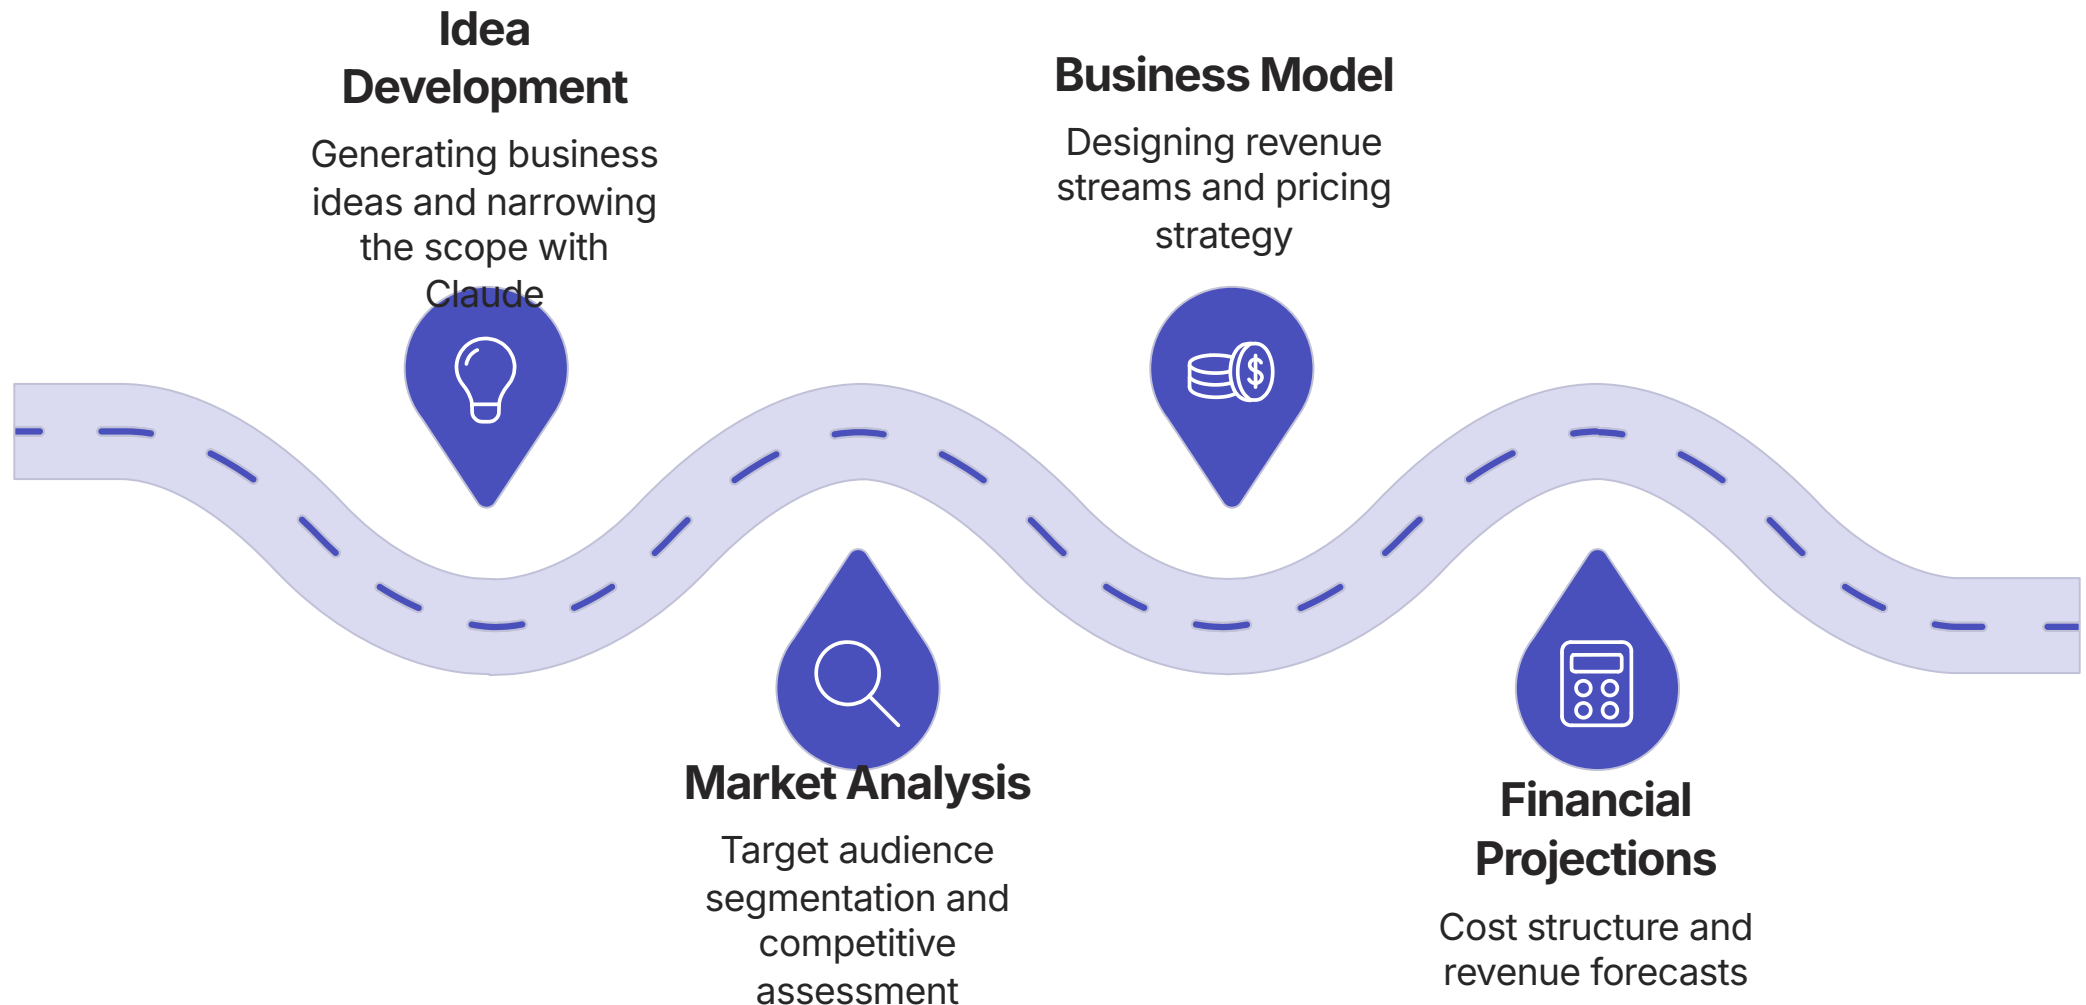 Idea
Development
Generating business
ideas and narrowing
the scope with
Claude
Market Analysis
Target audience
segmentation and
competitive
assessment
Business Model
Designing revenue
streams and pricing
strategy
$
Financial
Projections
Cost structure and
revenue forecasts